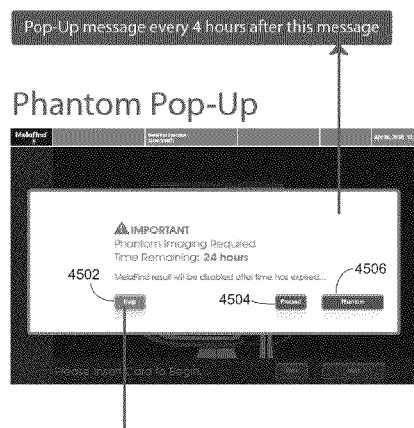 Pop-Up message every 4 hours after this message
Phantom Pop-Up
MelaFind
IMPORTANT
Phantom Imaging Required
Time Remaining: 24 hours
MelaFind result will be disabled after time has expired...
4502
4504
4506
Help
Proceed
Phantom
Please Insert Card to Begin...